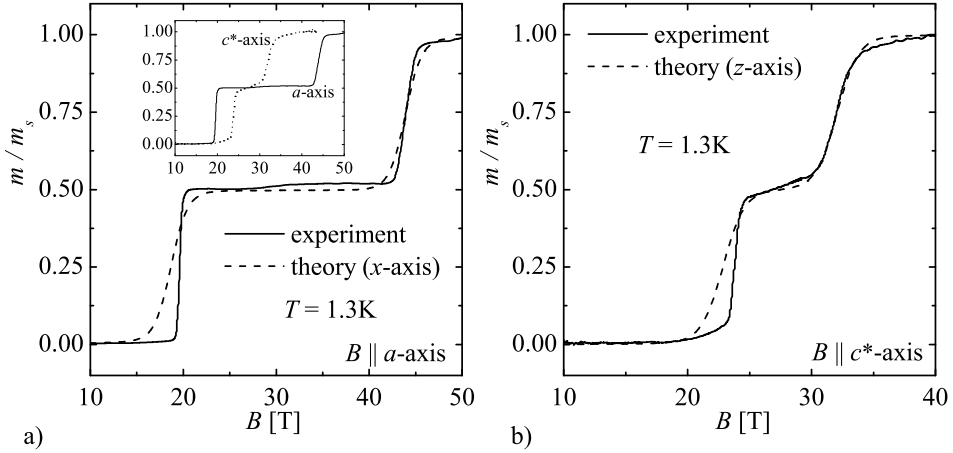 1.00
0.75
0.50
0.25
0.00
m / m_s
10
20
30
40
50
B [T]
a)
1.00
0.75
0.50
0.25
0.00
10
20
30
40
50
c*-axis
a-axis
experiment
theory (x-axis)
T = 1.3K
B || a-axis
1.00
0.75
0.50
0.25
0.00
m / m_s
10
20
30
40
B [T]
b)
experiment
theory (z-axis)
T = 1.3K
B || c*-axis